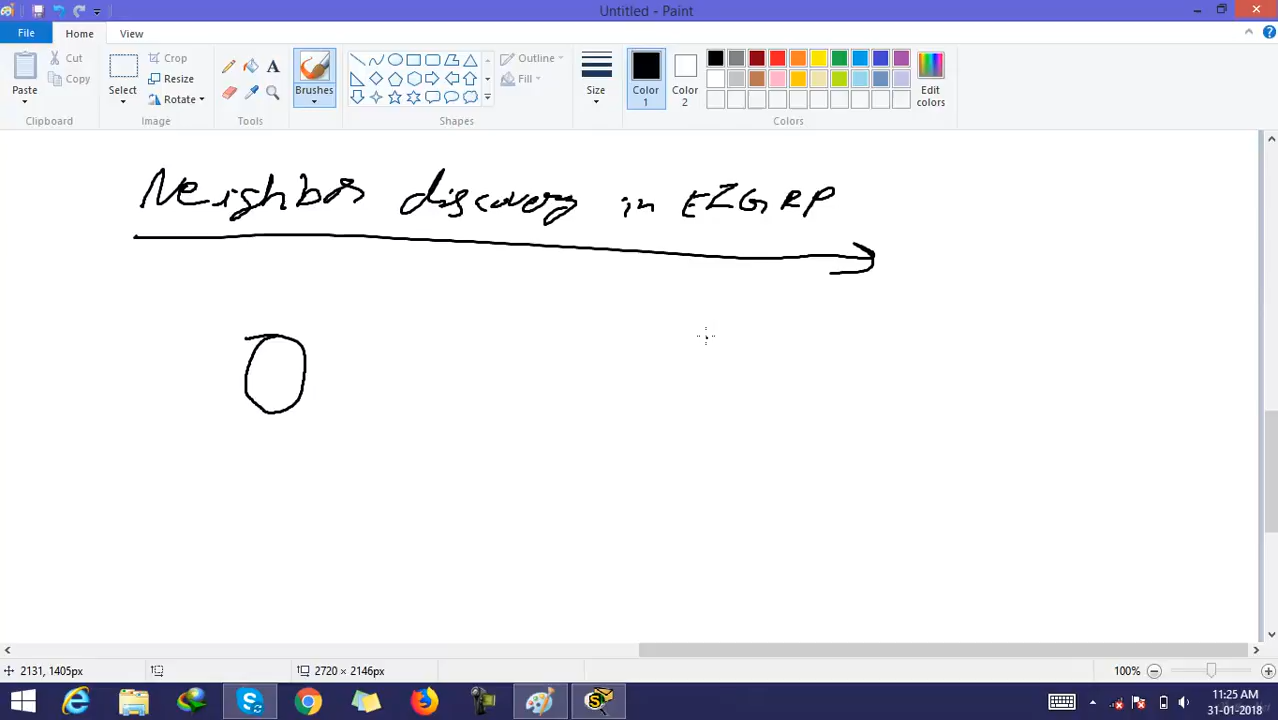 Untitled - Paint
File Home View
Paste Cut Copy Clipboard
Select Crop Resize Rotate Image
Tools
Brushes
Outline Fill Shapes
Size
Color 1 Color 2 Edit colors Colors
Neighbor discovery in EIGRP
2131, 1405px 2720 × 2146px 100%
11:25 AM
31-01-2018